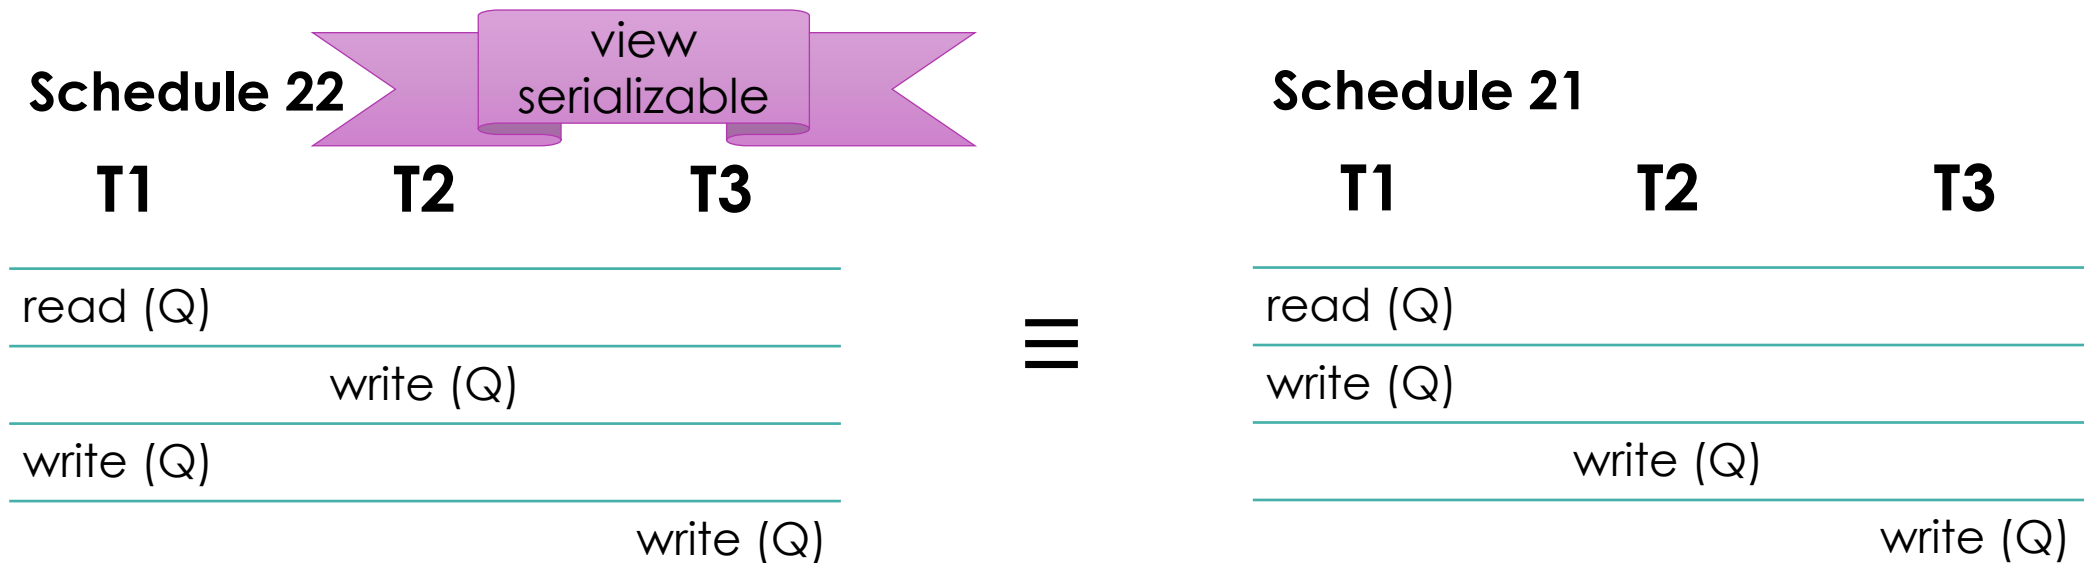 Schedule 22
view
serializable
T1 T2 T3
read (Q)
write (Q)
write (Q)
write (Q)
≡
Schedule 21
T1 T2 T3
read (Q)
write (Q)
write (Q)
write (Q)